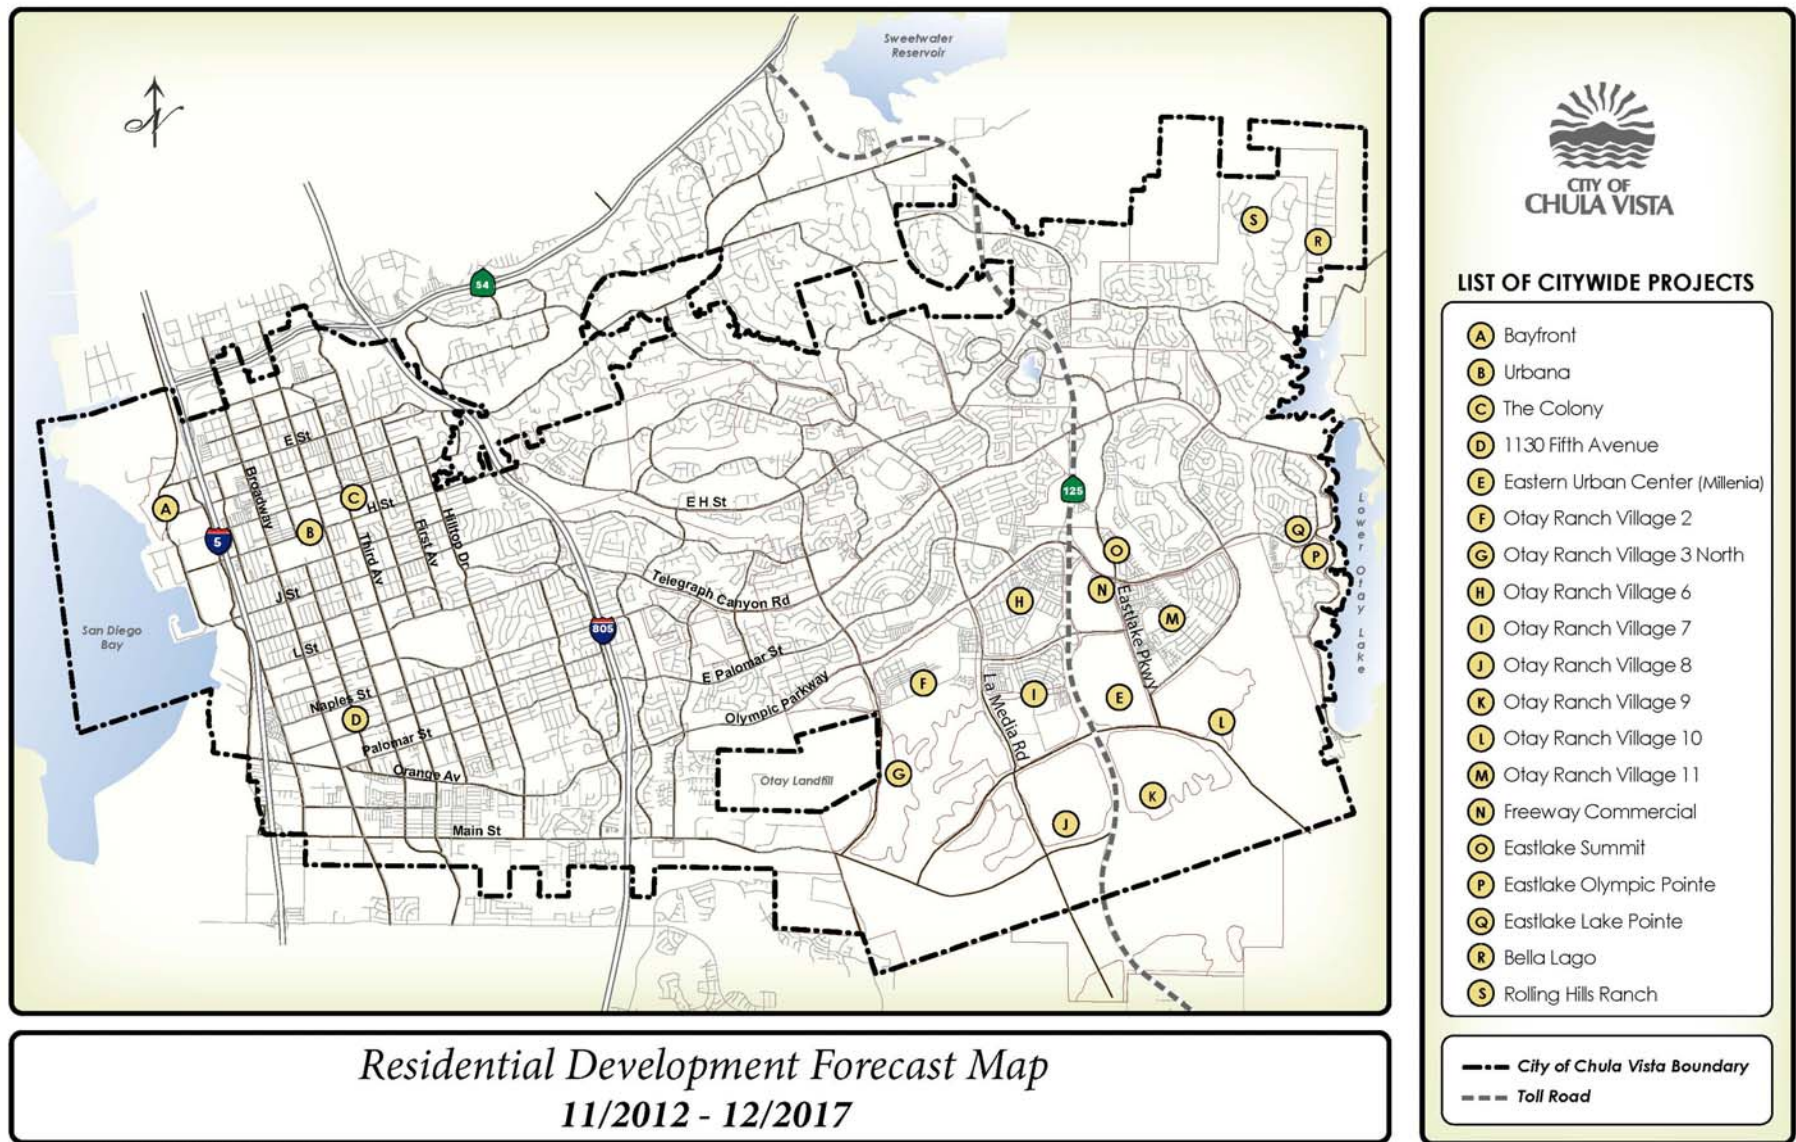 Sweetwater
Reservoir
N
54
S
R
E St
Broadway
H St
Third Av
First Av
Hilltop Dr
E H St
125
A
5
B
C
J St
Telegraph Canyon Rd
805
San Diego
Bay
L St
E Palomar St
Olympic Parkway
Naples St
D
Palomar St
Orange Av
Otay Landfill
Main St
Q
P
O
N
H
M
Eastlake Pkwy
Lower Otay Lake
F
I
E
L
La Media Rd
G
K
J
Residential Development Forecast Map
11/2012 - 12/2017
CITY OF
CHULA VISTA
LIST OF CITYWIDE PROJECTS
A Bayfront
B Urbana
C The Colony
D 1130 Fifth Avenue
E Eastern Urban Center (Millenia)
F Otay Ranch Village 2
G Otay Ranch Village 3 North
H Otay Ranch Village 6
I Otay Ranch Village 7
J Otay Ranch Village 8
K Otay Ranch Village 9
L Otay Ranch Village 10
M Otay Ranch Village 11
N Freeway Commercial
O Eastlake Summit
P Eastlake Olympic Pointe
Q Eastlake Lake Pointe
R Bella Lago
S Rolling Hills Ranch
City of Chula Vista Boundary
Toll Road